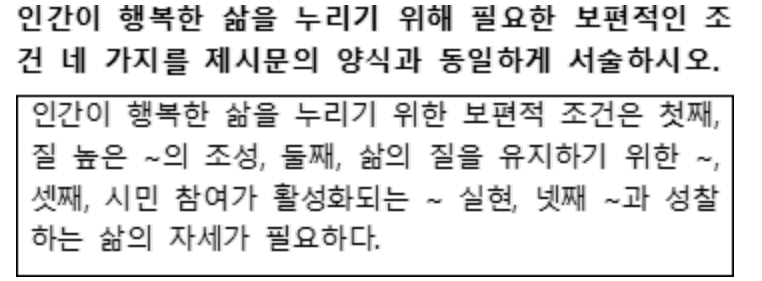 인간이 행복한 삶을 누리기 위해 필요한 보편적인 조
건 네 가지를 제시문의 양식과 동일하게 서술하시오.
인간이 행복한 삶을 누리기 위한 보편적 조건은 첫째,
질 높은 ~의 조성, 둘째, 삶의 질을 유지하기 위한 ~,
셋째, 시민 참여가 활성화되는 ~ 실현, 넷째 ~과 성찰
하는 삶의 자세가 필요하다.